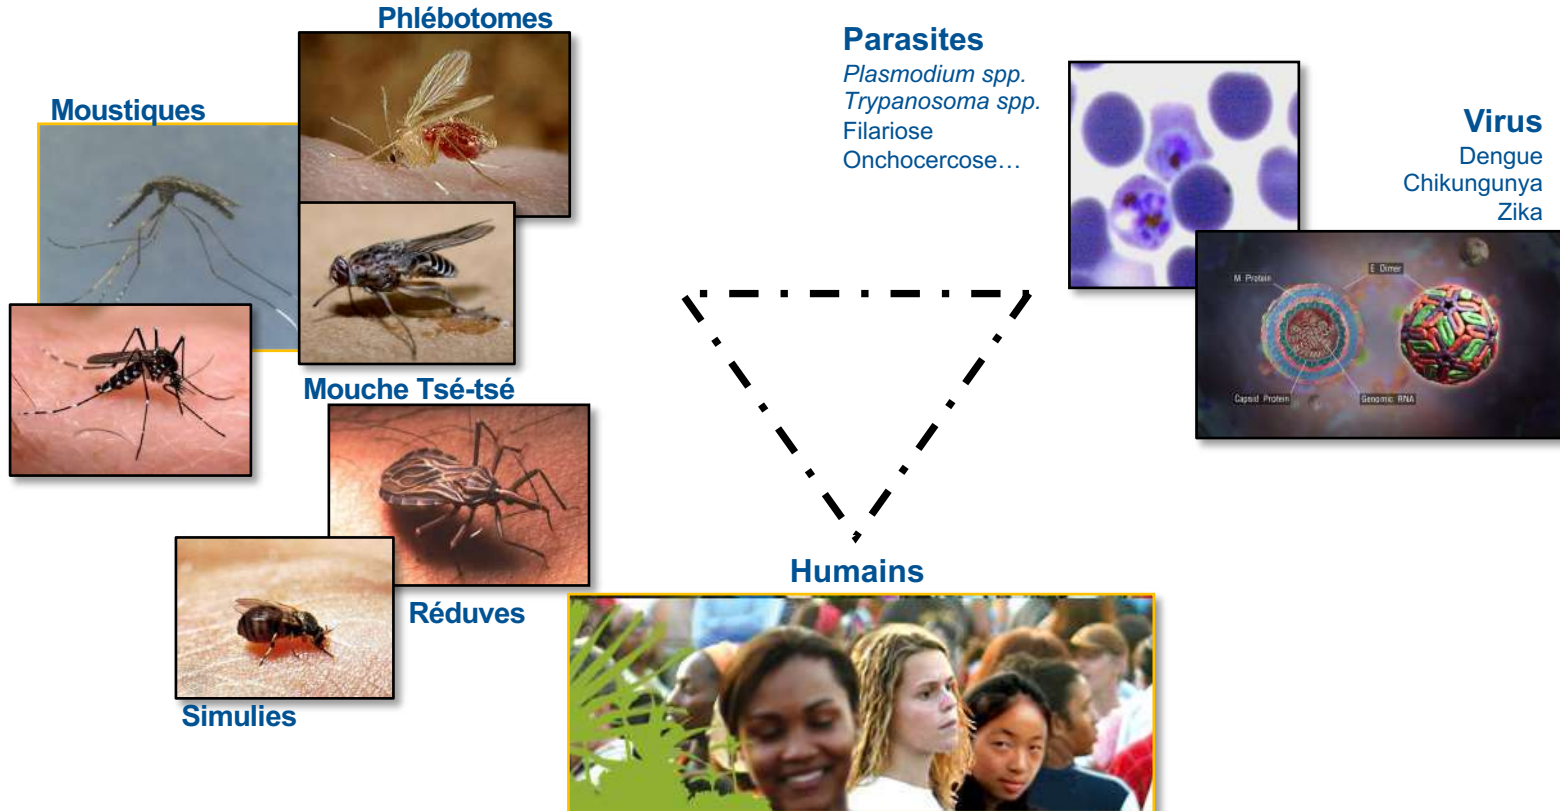 Phlébotomes
Moustiques
Mouche Tsé-tsé
Réduves
Simulies
Parasites
Plasmodium spp.
Trypanosoma spp.
Filariose
Onchocercose…
Virus
Dengue
Chikungunya
Zika
M Protein
E Dimer
Capsid Protein
Genomic RNA
Humains